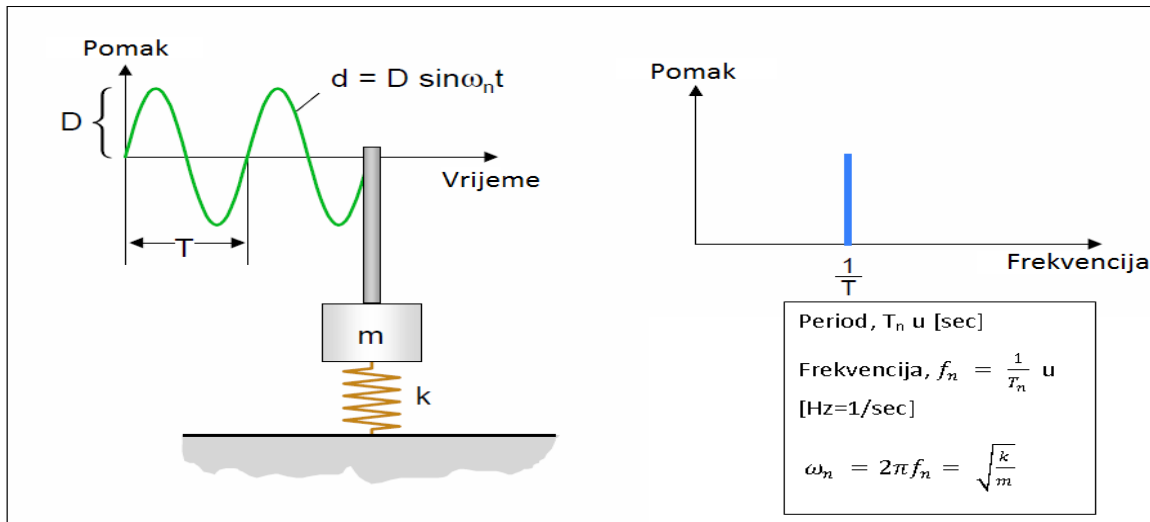 Pomak
d = D sinωₙt
D
Vrijeme
T
m
k
Pomak
Frekvencija
1/T
Period, Tₙ u [sec]
Frekvencija, fₙ = 1/Tₙ u
[Hz=1/sec]
ωₙ = 2πfₙ = √(k/m)